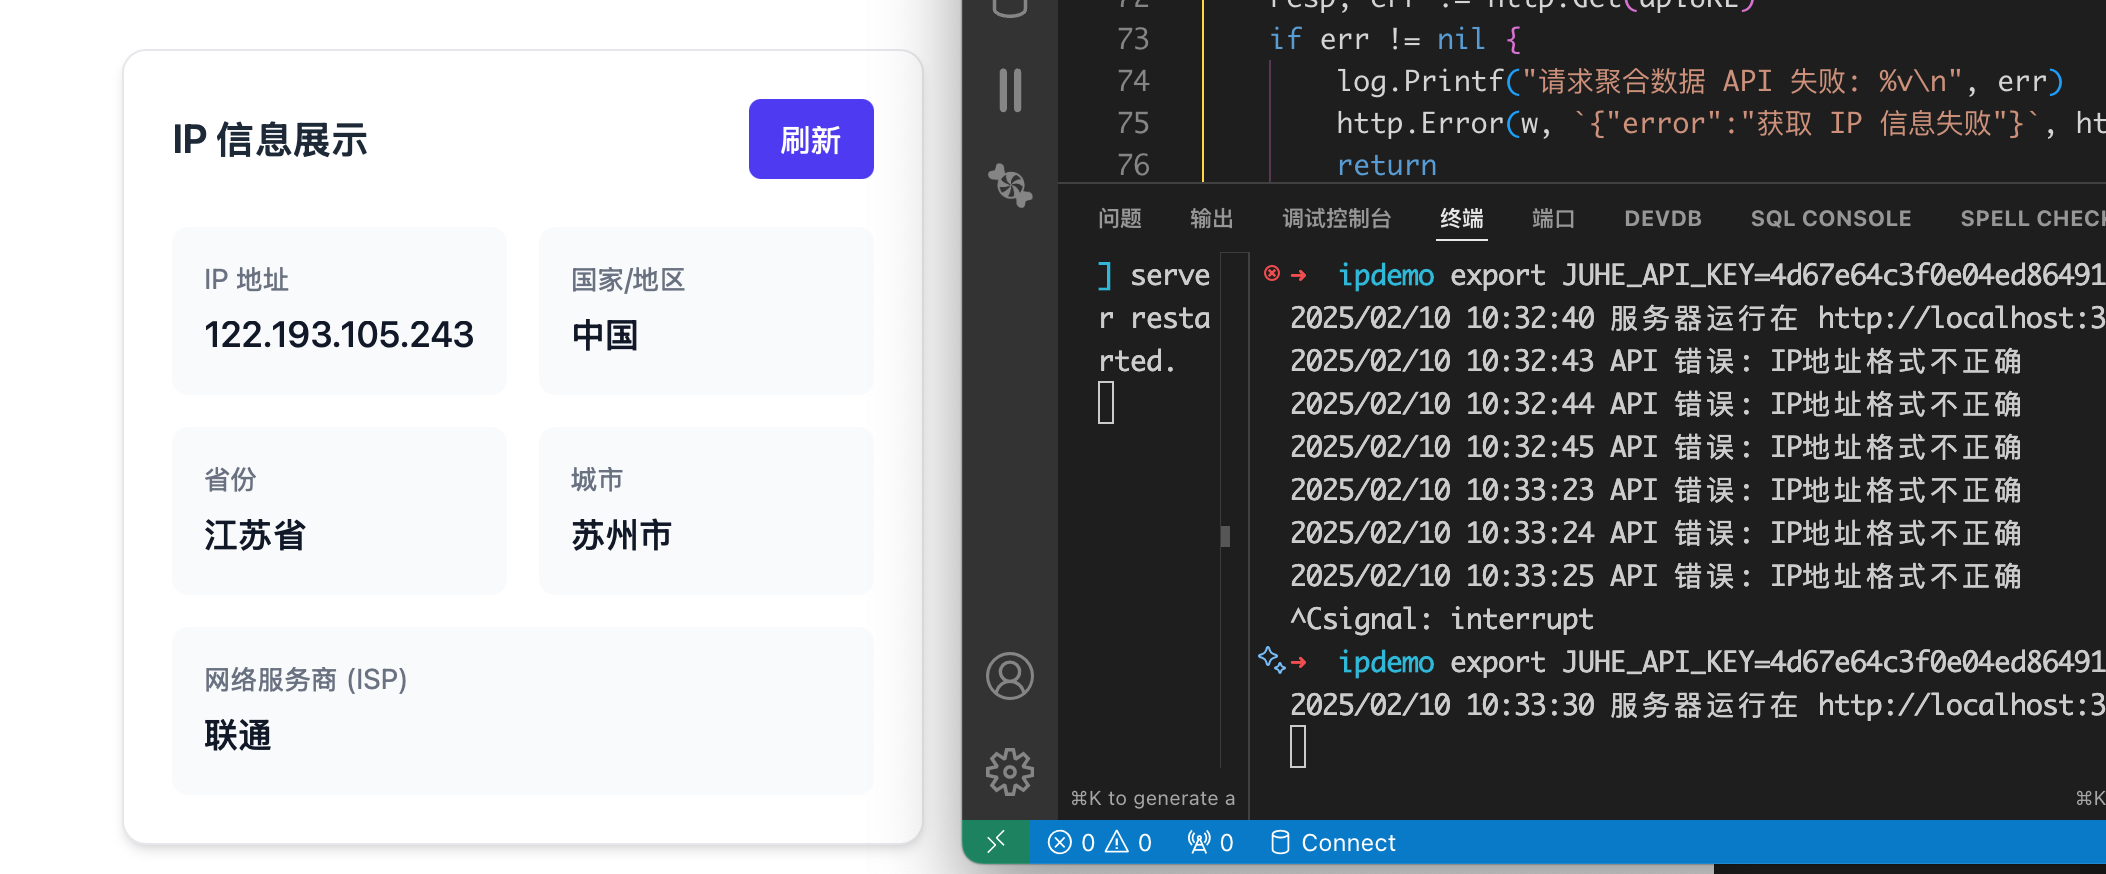 IP 信息展示
刷新
IP 地址
122.193.105.243
国家/地区
中国
省份
江苏省
城市
苏州市
网络服务商 (ISP)
联通
72 resp, err := http.Get(apiURL)
73 if err != nil {
74 log.Printf("请求聚合数据 API 失败: %v\n", err)
75 http.Error(w, `{"error":"获取 IP 信息失败"}`, ht
76 return
问题 输出 调试控制台 终端 端口 DEVDB SQL CONSOLE SPELL CHECK
] serve
r resta
rted.
⌘K to generate a
➜ ipdemo export JUHE_API_KEY=4d67e64c3f0e04ed86491
2025/02/10 10:32:40 服务器运行在 http://localhost:3
2025/02/10 10:32:43 API 错误: IP地址格式不正确
2025/02/10 10:32:44 API 错误: IP地址格式不正确
2025/02/10 10:32:45 API 错误: IP地址格式不正确
2025/02/10 10:33:23 API 错误: IP地址格式不正确
2025/02/10 10:33:24 API 错误: IP地址格式不正确
2025/02/10 10:33:25 API 错误: IP地址格式不正确
^Csignal: interrupt
➜ ipdemo export JUHE_API_KEY=4d67e64c3f0e04ed86491
2025/02/10 10:33:30 服务器运行在 http://localhost:3
⌘K
0 0 0 Connect